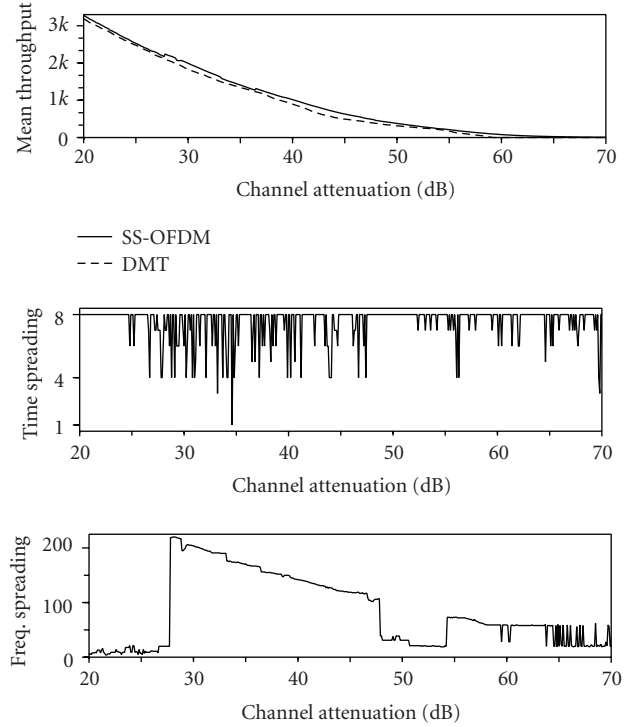 Mean throughput
3k
2k
1k
0
20 30 40 50 60 70
Channel attenuation (dB)
SS-OFDM
DMT
Time spreading
8
4
1
20 30 40 50 60 70
Channel attenuation (dB)
Freq. spreading
200
100
0
20 30 40 50 60 70
Channel attenuation (dB)